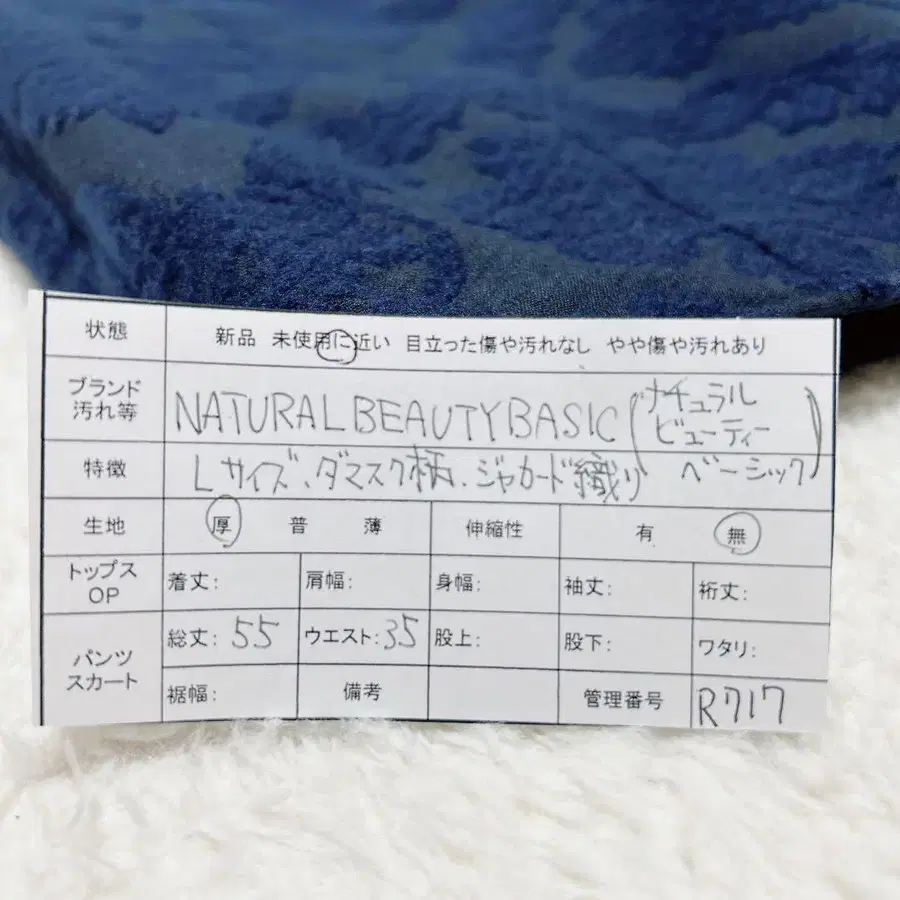 状態 新品 未使用に近い 目立った傷や汚れなし やや傷や汚れあり
ブランド
汚れ等 NATURAL BEAUTY BASIC (ナチュラル
ビューティー
ベーシック)
特徴 Lサイズ、ダマスク柄、ジャカード織り
生地 厚 普 薄 伸縮性 有 無
トップス
OP 着丈: 肩幅: 身幅: 袖丈: 裄丈:
パンツ
スカート 総丈: 55 ウエスト: 35 股上: 股下: ワタリ:
裾幅: 備考 管理番号 R717